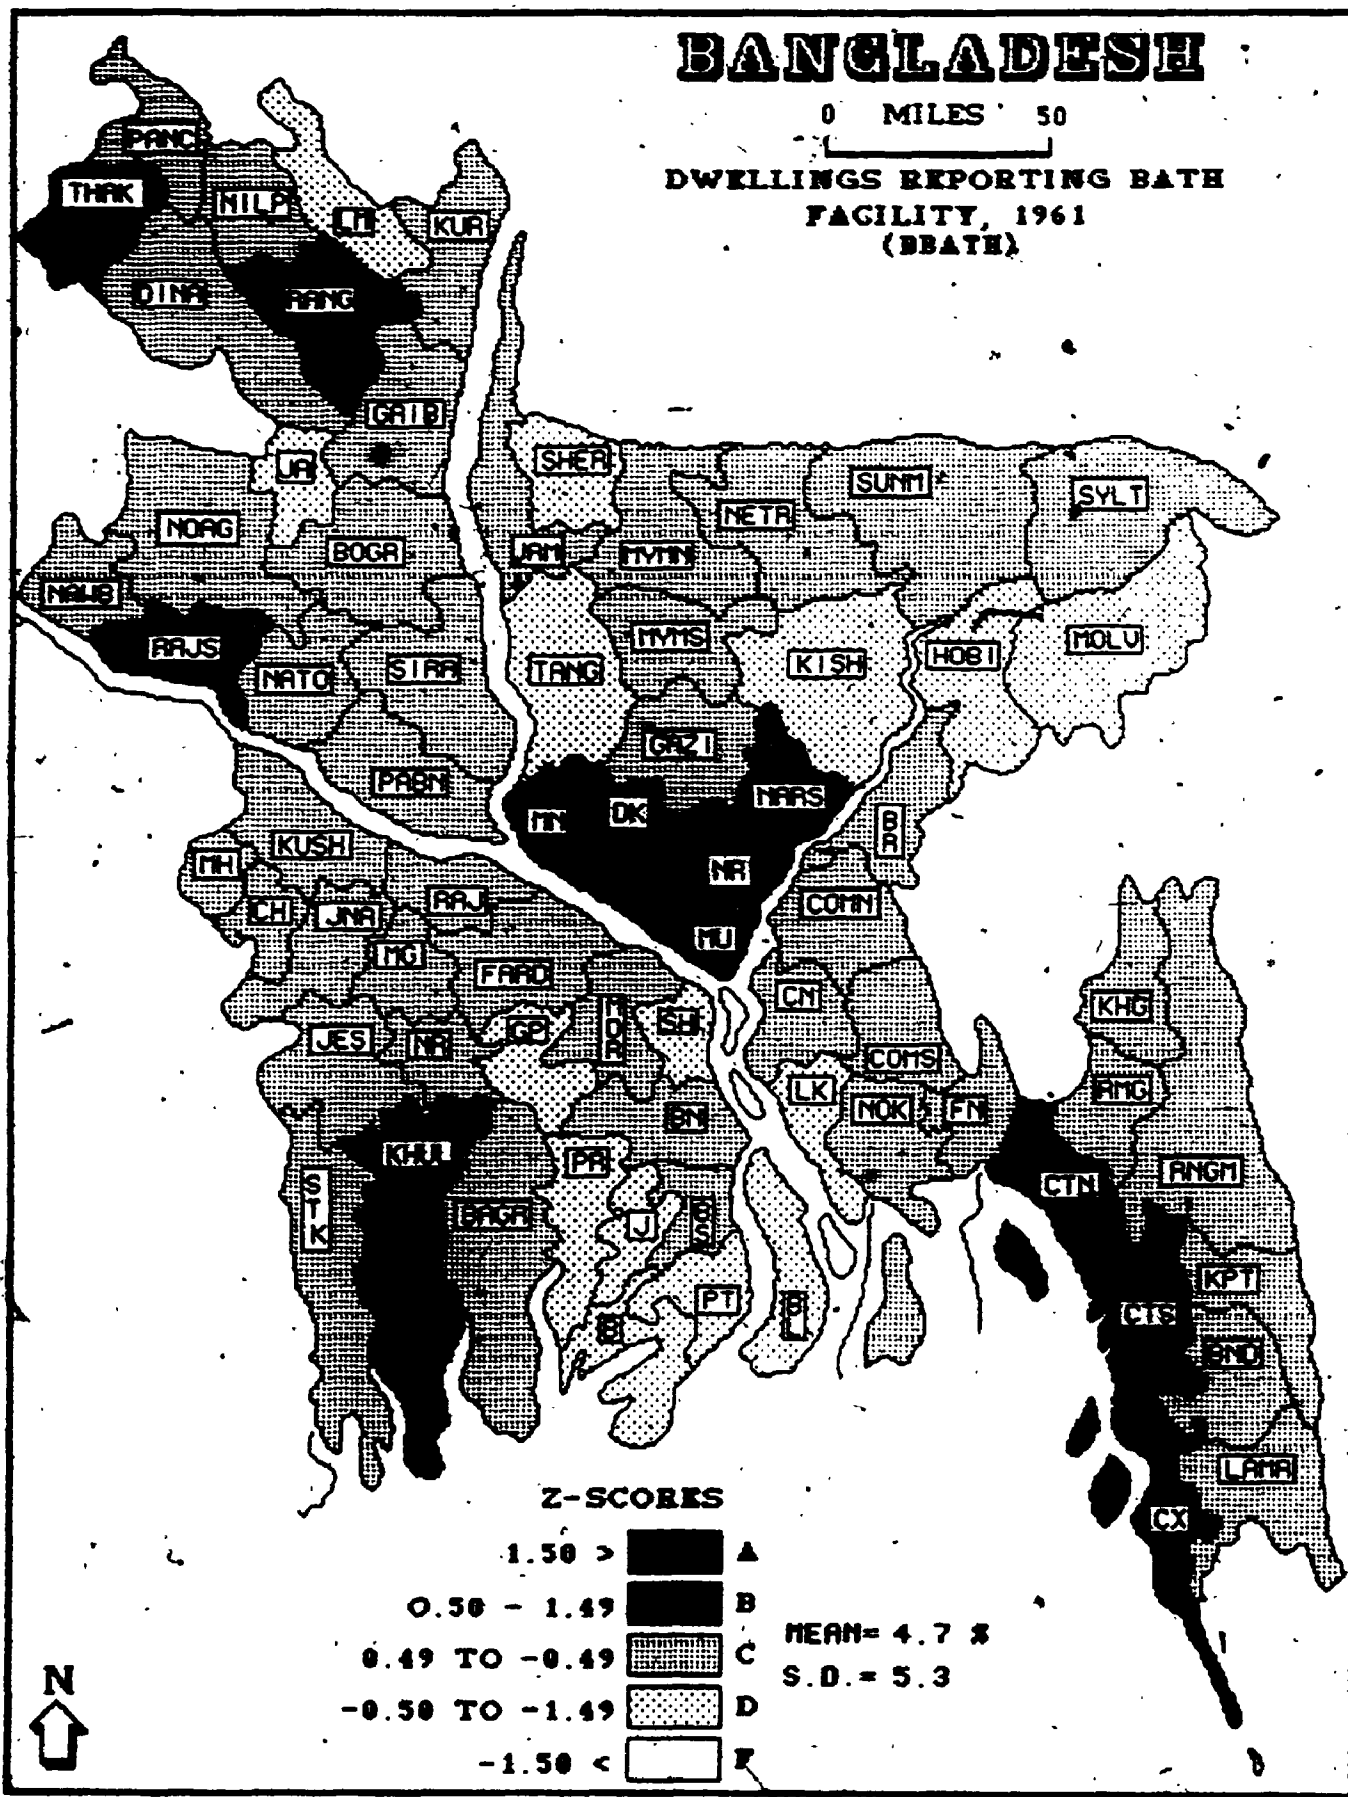 BANGLADESH
0 MILES 50
DWELLINGS REPORTING BATH
FACILITY, 1961
(BBATH)
PANC
THAK
NILP
LM
KUR
DINA
RANG
GAIB
JA
SHER
SUNM
SYLT
NOAG
NETR
BOGR
JAM
MYMN
NAWB
RAJS
MYMS
HOBI
MOLV
NATO
SIRA
TANG
KISH
GAZI
PABN
NARS
MN
DK
BR
KUSH
MH
NR
RAJ
COMN
CH
JNA
MU
MG
FARD
CN
KHG
MDR
SH
GP
JES
NR
COMS
LK
RMG
NOK
FN
BN
KHUL
PR
CTN
RNGM
STK
BAGR
J
BS
KPT
PT
BL
CTS
B
BND
LAMA
CX
Z-SCORES
1.50 > A
0.50 - 1.49 B
0.49 TO -0.49 C
-0.50 TO -1.49 D
-1.50 < F
MEAN= 4.7 %
S.D.= 5.3
N